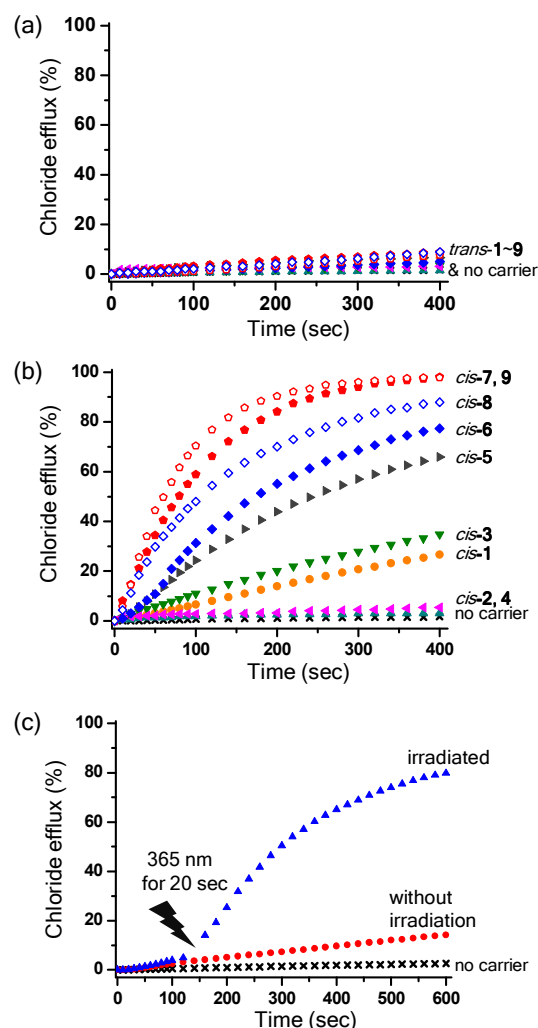 (a)
Chloride efflux (%)
100
80
60
40
20
0
trans-1~9
& no carrier
0 100 200 300 400
Time (sec)
(b)
Chloride efflux (%)
100
80
60
40
20
0
cis-7, 9
cis-8
cis-6
cis-5
cis-3
cis-1
cis-2, 4
no carrier
0 100 200 300 400
Time (sec)
(c)
Chloride efflux (%)
100
80
60
40
20
0
irradiated
365 nm
for 20 sec
without
irradiation
no carrier
0 100 200 300 400 500 600
Time (sec)